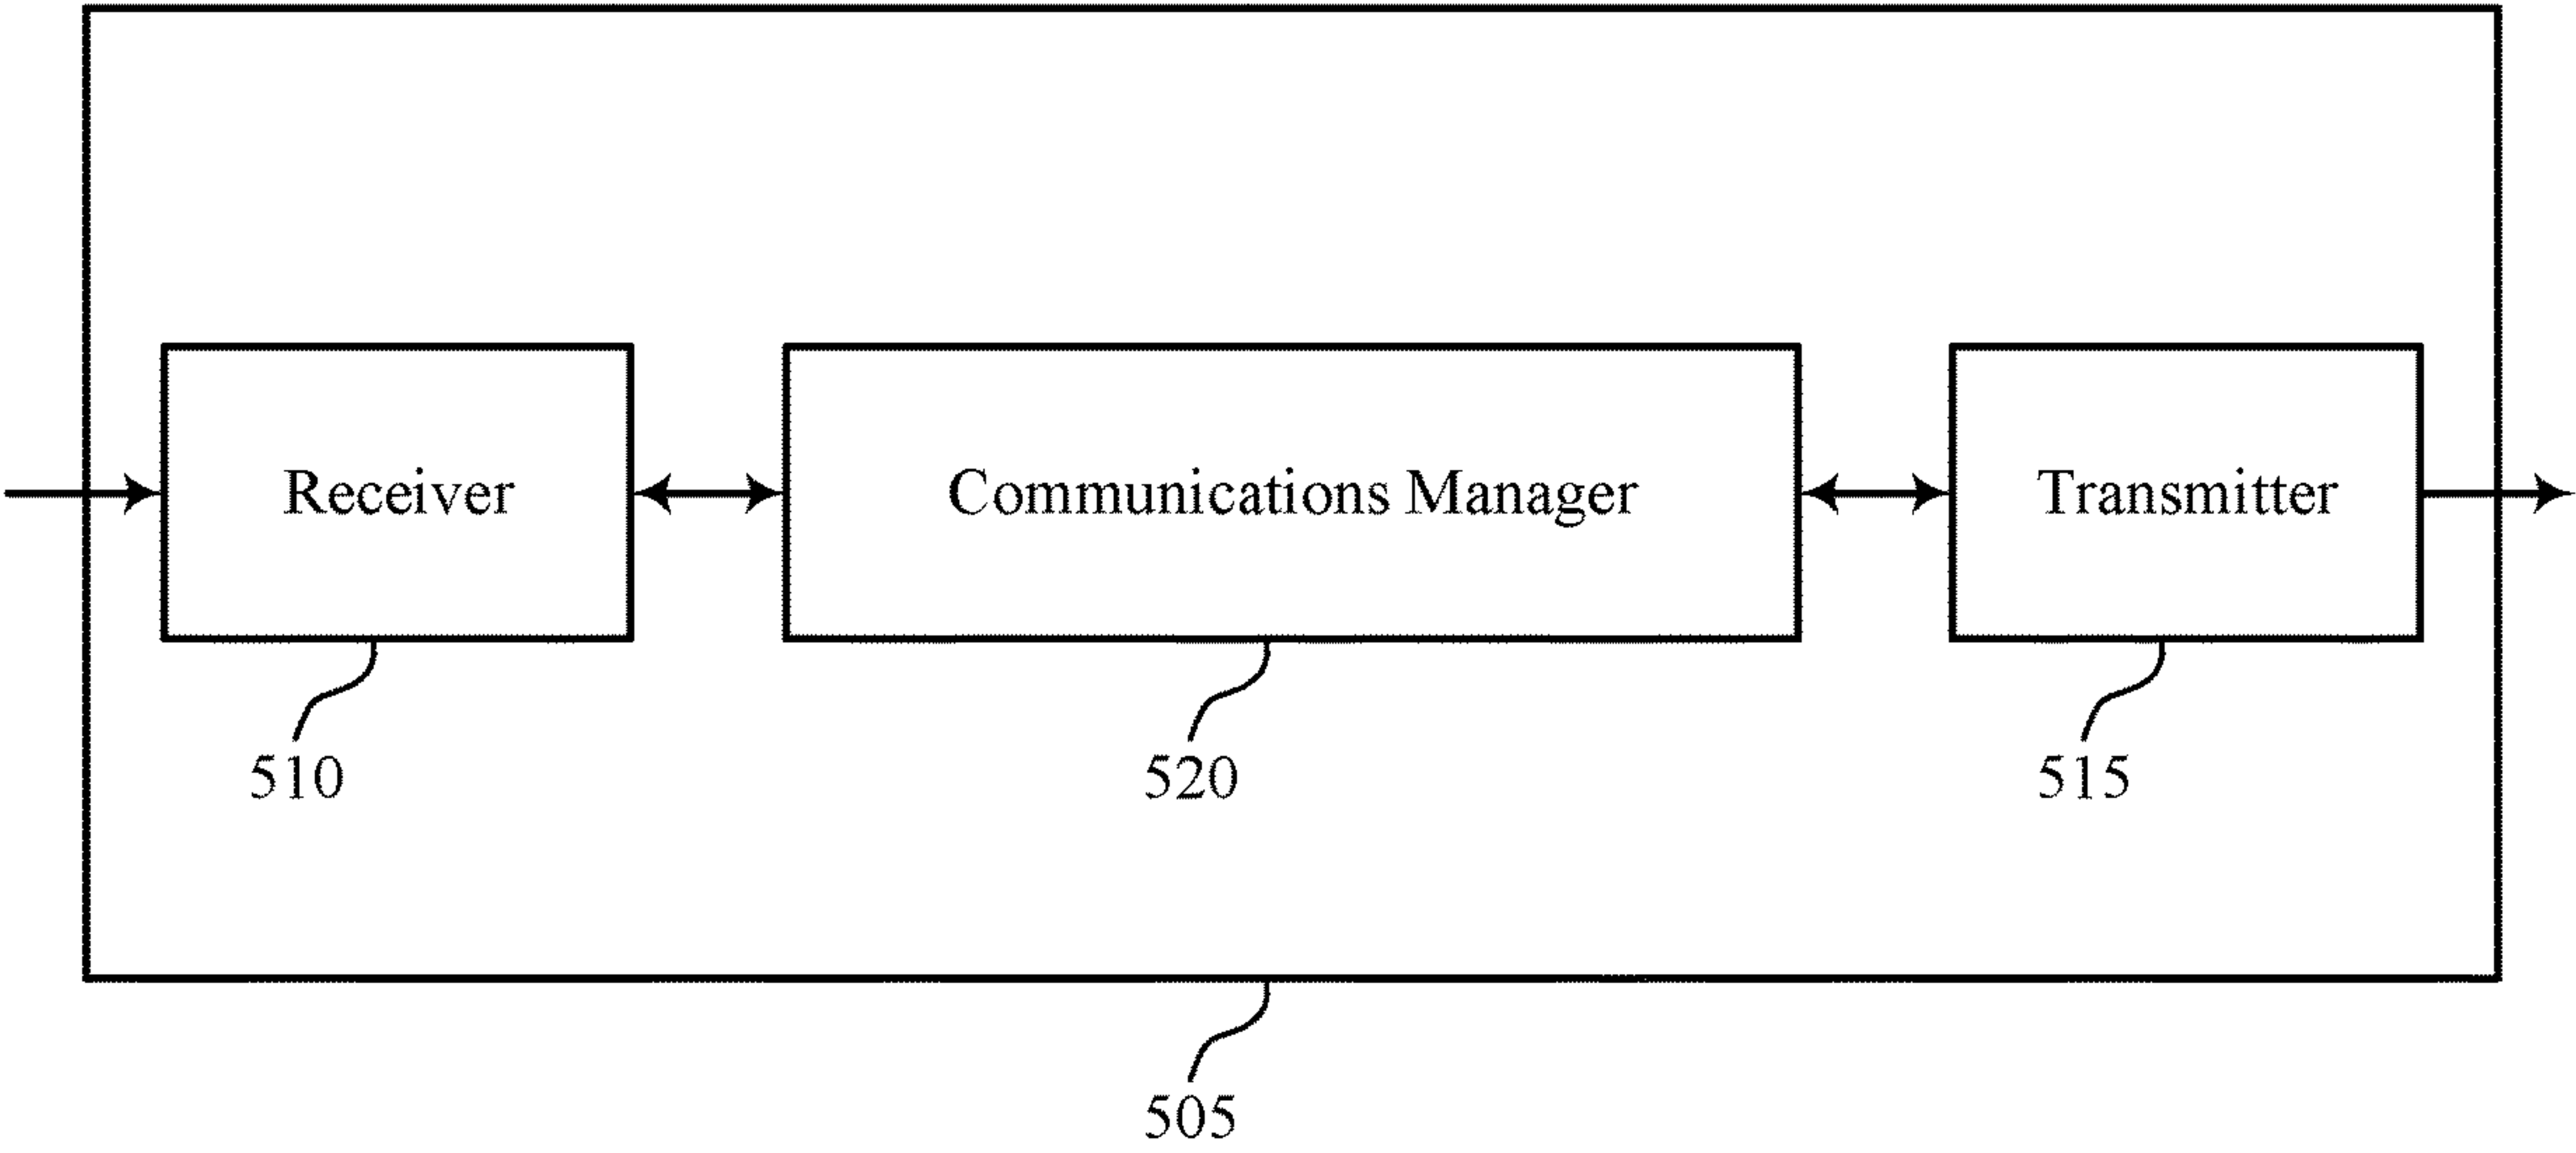 Receiver
Communications Manager
Transmitter
510
520
515
505